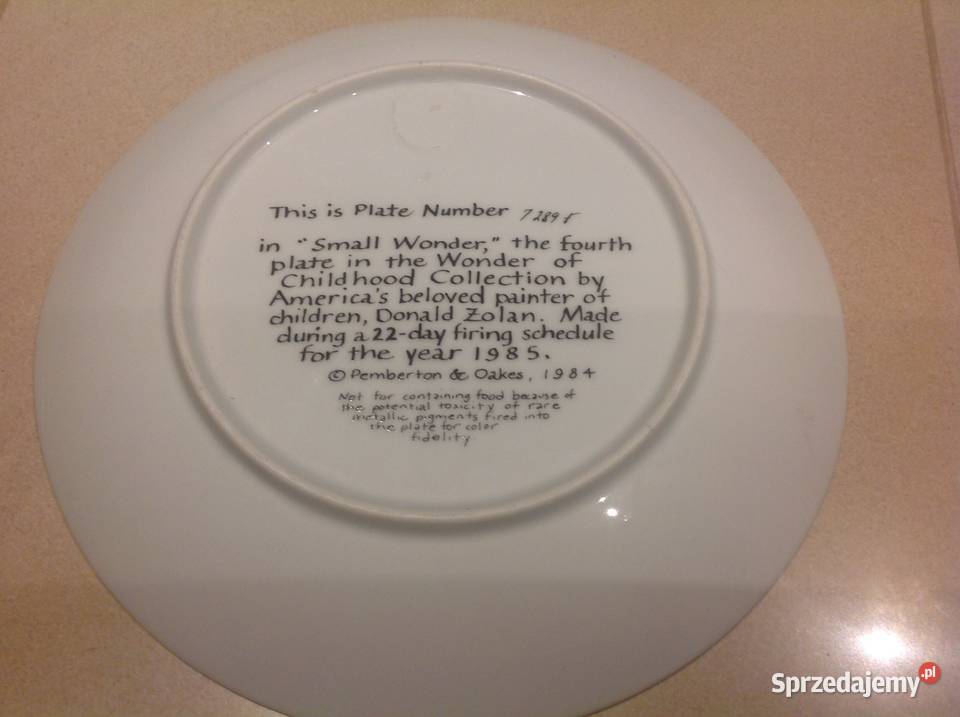 This is Plate Number
in "Small Wonder," the fourth
plate in the Wonder of
Childhood Collection by
America's beloved painter of
children, Donald Zolan. Made
during a 22-day firing schedule
for the year 1985.
© Pemberton & Oakes, 1984
Not for containing food because of
the potential toxicity of rare
metallic pigments fired into
the plate for color
fidelity
Sprzedajemy.pl